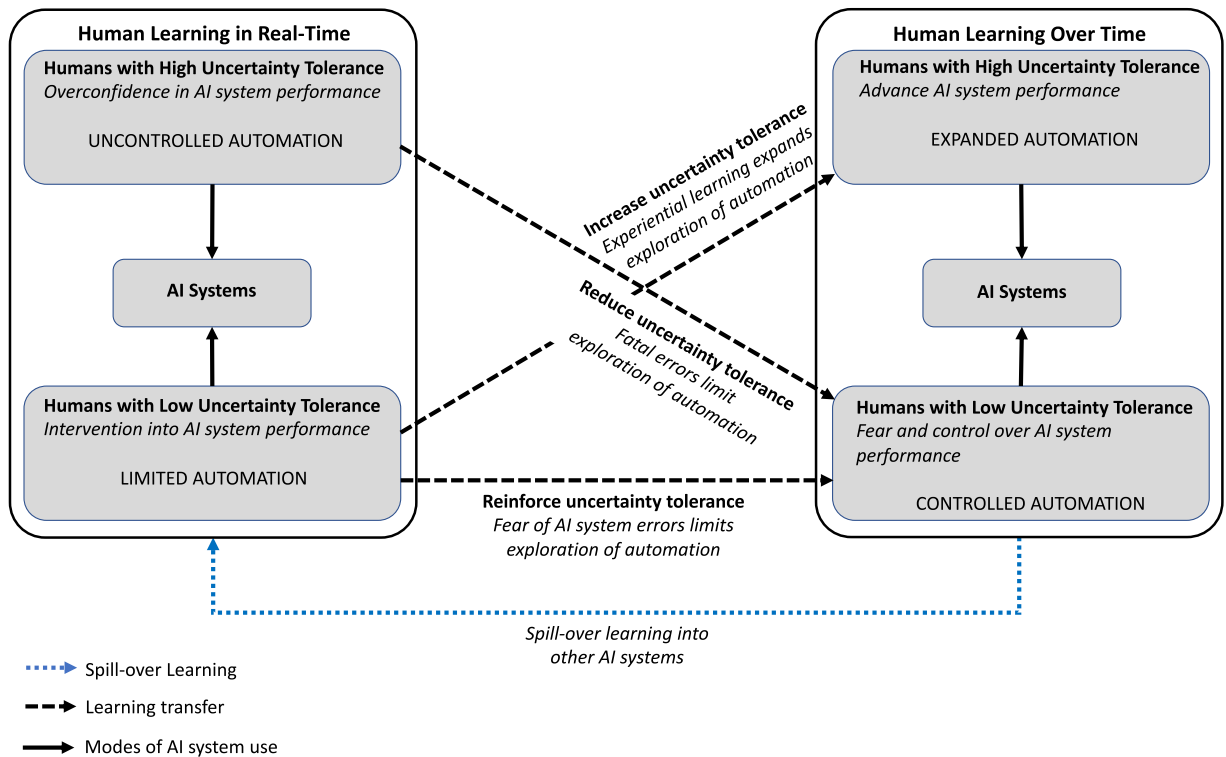 Human Learning in Real-Time
Humans with High Uncertainty Tolerance
Overconfidence in AI system performance
UNCONTROLLED AUTOMATION
AI Systems
Humans with Low Uncertainty Tolerance
Intervention into AI system performance
LIMITED AUTOMATION
Increase uncertainty tolerance
Experiential learning expands
exploration of automation
Reduce uncertainty tolerance
Fatal errors limit
exploration of automation
Reinforce uncertainty tolerance
Fear of AI system errors limits
exploration of automation
Human Learning Over Time
Humans with High Uncertainty Tolerance
Advance AI system performance
EXPANDED AUTOMATION
AI Systems
Humans with Low Uncertainty Tolerance
Fear and control over AI system
performance
CONTROLLED AUTOMATION
Spill-over learning into
other AI systems
Spill-over Learning
Learning transfer
Modes of AI system use